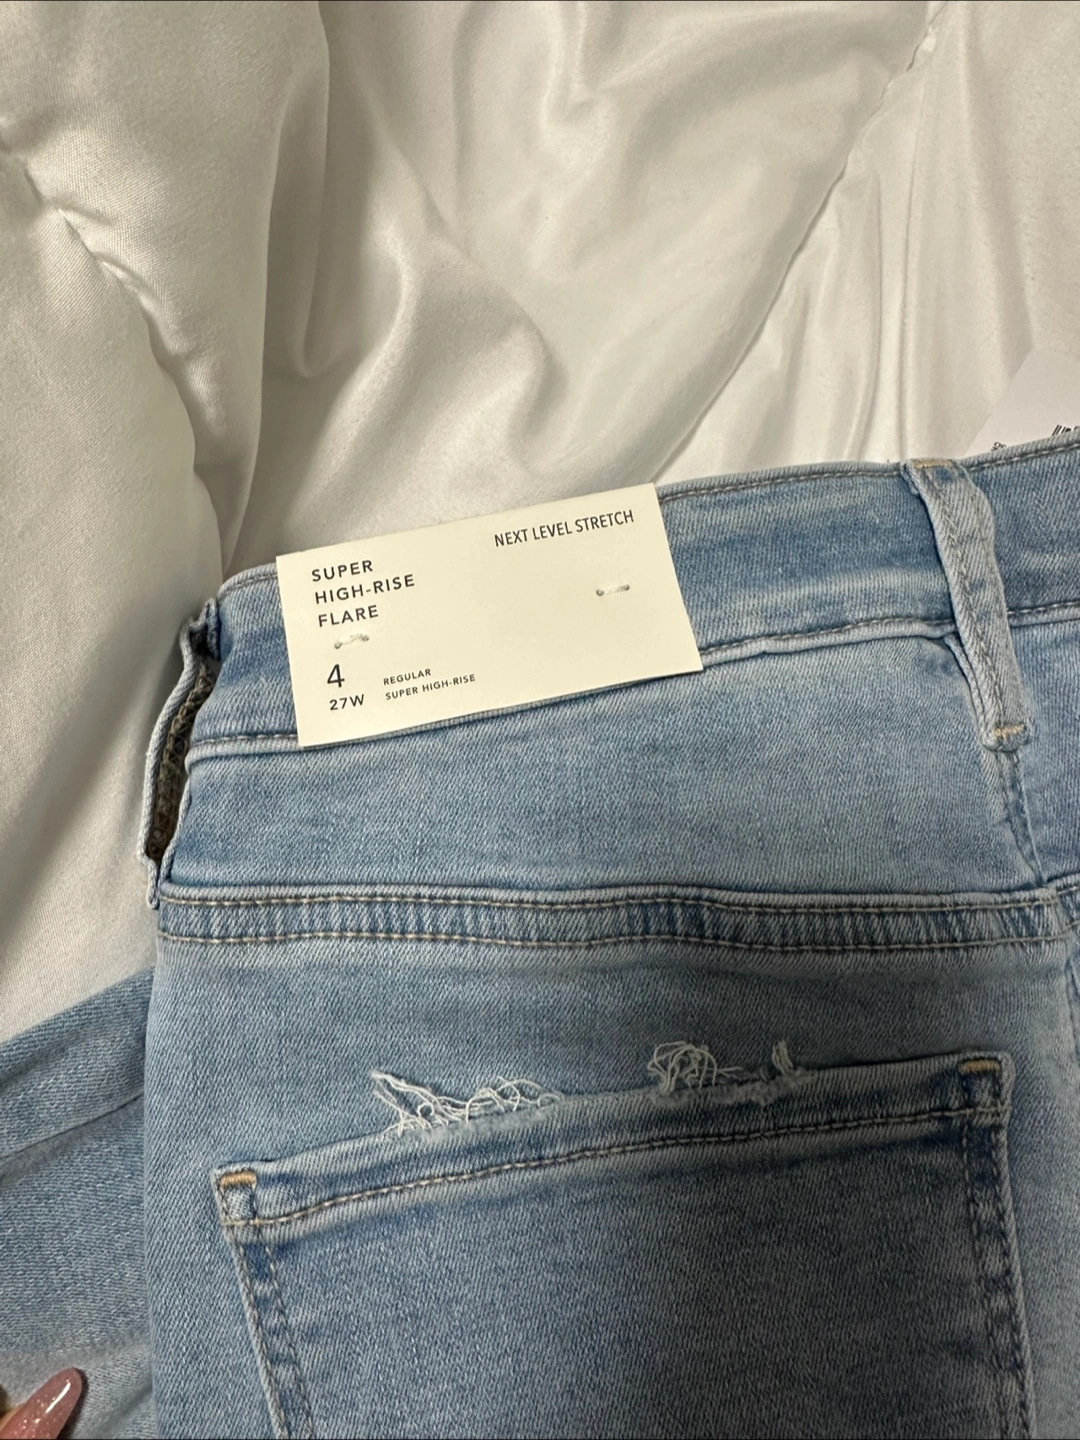 NEXT LEVEL STRETCH
SUPER
HIGH-RISE
FLARE
4
27W
REGULAR
SUPER HIGH-RISE